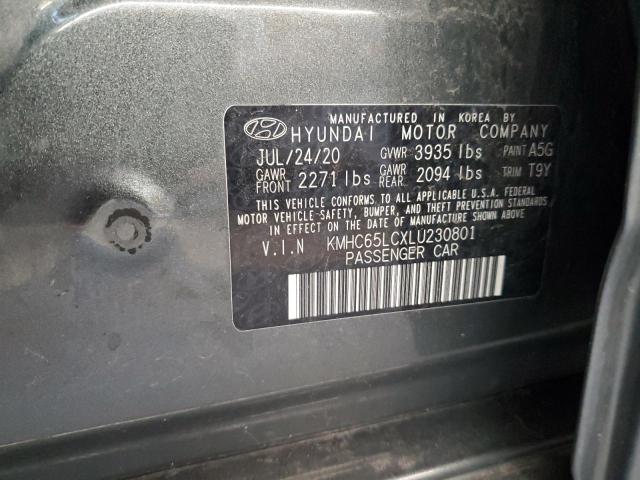 MANUFACTURED IN KOREA BY
HYUNDAI MOTOR COMPANY
JUL/24/20 GVWR 3935 lbs PAINT A5G
GAWR FRONT 2271 lbs GAWR REAR. 2094 lbs TRIM T9Y
THIS VEHICLE CONFORMS TO ALL APPLICABLE U.S.A. FEDERAL
MOTOR VEHICLE-SAFETY, BUMPER, AND THEFT PREVENTION STANDARDS
IN EFFECT ON THE DATE OF MANUFACTURE SHOWN ABOVE.
V.I.N KMHC65LCXLU230801
PASSENGER CAR